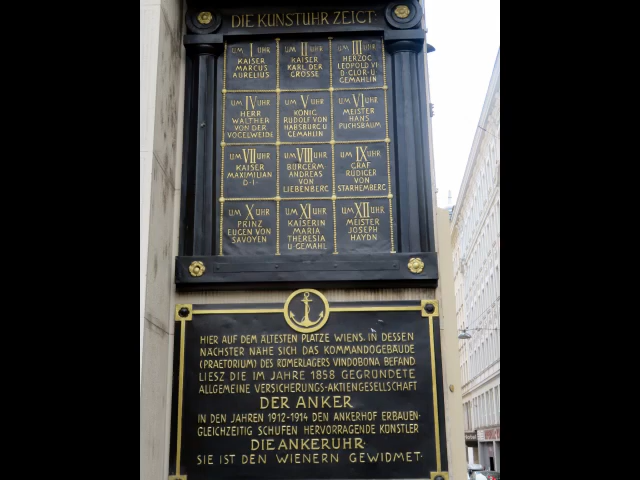 DIE KUNSTUHR ZEIGT:
UM I UHR
KAISER
MARCUS
AURELIUS
UM II UHR
KAISER
KARL DER
GROSSE
UM III UHR
HERZOG
LEOPOLD VI
D·GLOR·U
GEMAHLIN
UM IV UHR
HERR
WALTHER
VON DER
VOGELWEIDE
UM V UHR
KÖNIG
RUDOLF VON
HABSBURG U
GEMAHLIN
UM VI UHR
MEISTER
HANS
PUCHSBAUM
UM VII UHR
KAISER
MAXIMILIAN
D·I·
UM VIII UHR
BÜRGERM·
ANDREAS
VON
LIEBENBERG
UM IX UHR
GRAF
RÜDIGER
VON
STARHEMBERG
UM X UHR
PRINZ
EUGEN VON
SAVOYEN
UM XI UHR
KAISERIN
MARIA
THERESIA
U·GEMAHL
UM XII UHR
MEISTER
JOSEPH
HAYDN
HIER AUF DEM ÄLTESTEN PLATZE WIENS, IN DESSEN
NÄCHSTER NÄHE SICH DAS KOMMANDOGEBÄUDE
(PRAETORIUM) DES RÖMERLAGERS VINDOBONA BEFAND
LIESZ DIE IM JAHRE 1858 GEGRÜNDETE
ALLGEMEINE VERSICHERUNGS-AKTIENGESELLSCHAFT
DER ANKER
IN DEN JAHREN 1912-1914 DEN ANKERHOF ERBAUEN·
GLEICHZEITIG SCHUFEN HERVORRAGENDE KÜNSTLER
DIE ANKERUHR·
SIE IST DEN WIENERN GEWIDMET·